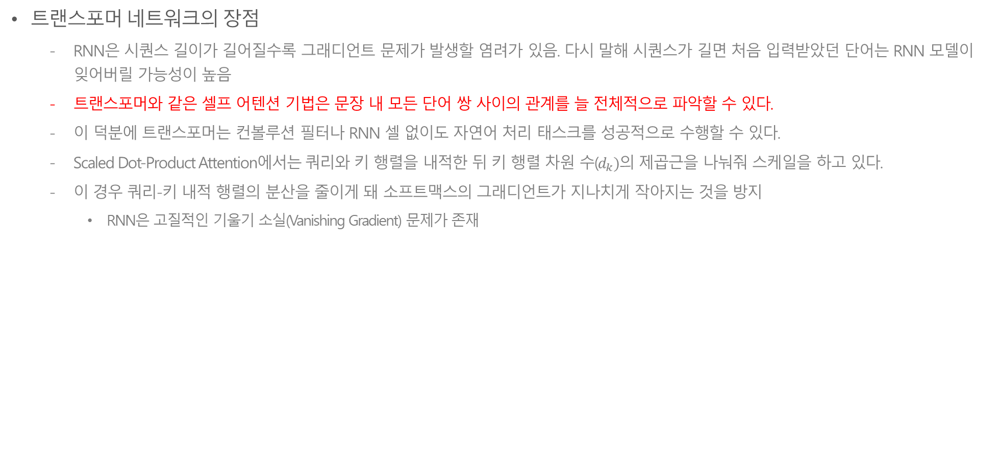 • 트랜스포머 네트워크의 장점
- RNN은 시퀀스 길이가 길어질수록 그래디언트 문제가 발생할 염려가 있음. 다시 말해 시퀀스가 길면 처음 입력받았던 단어는 RNN 모델이
잊어버릴 가능성이 높음
- 트랜스포머와 같은 셀프 어텐션 기법은 문장 내 모든 단어 쌍 사이의 관계를 늘 전체적으로 파악할 수 있다.
- 이 덕분에 트랜스포머는 컨볼루션 필터나 RNN 셀 없이도 자연어 처리 태스크를 성공적으로 수행할 수 있다.
- Scaled Dot-Product Attention에서는 쿼리와 키 행렬을 내적한 뒤 키 행렬 차원 수(𝑑ₖ)의 제곱근을 나눠줘 스케일을 하고 있다.
- 이 경우 쿼리-키 내적 행렬의 분산을 줄이게 돼 소프트맥스의 그래디언트가 지나치게 작아지는 것을 방지
• RNN은 고질적인 기울기 소실(Vanishing Gradient) 문제가 존재